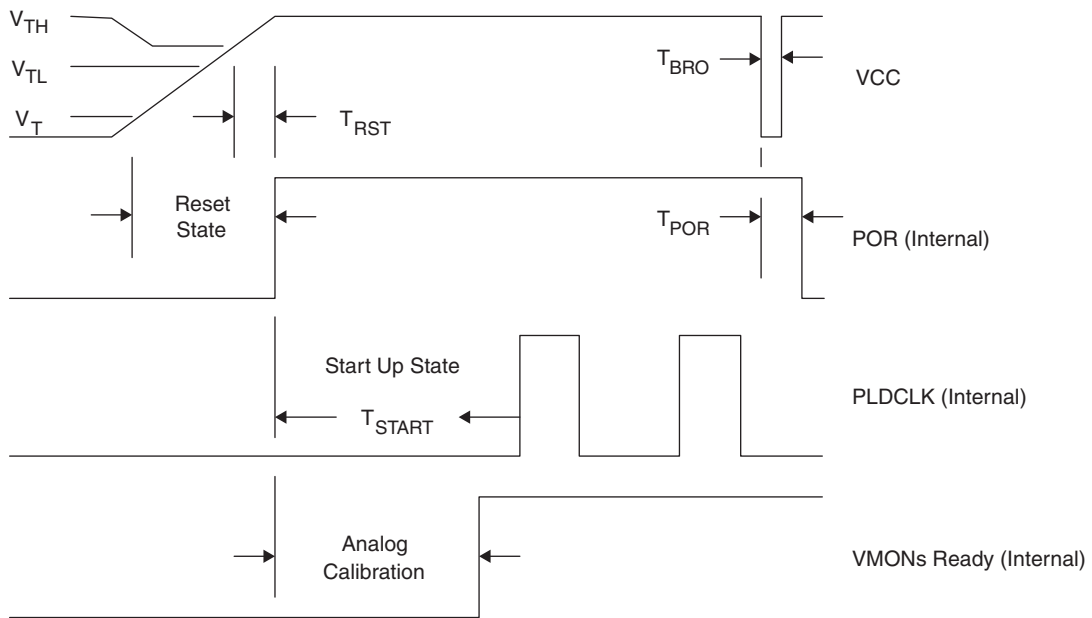 VTH
VTL
VT
TRST
TBRO
VCC
Reset
State
TPOR
POR (Internal)
Start Up State
TSTART
PLDCLK (Internal)
Analog
Calibration
VMONs Ready (Internal)